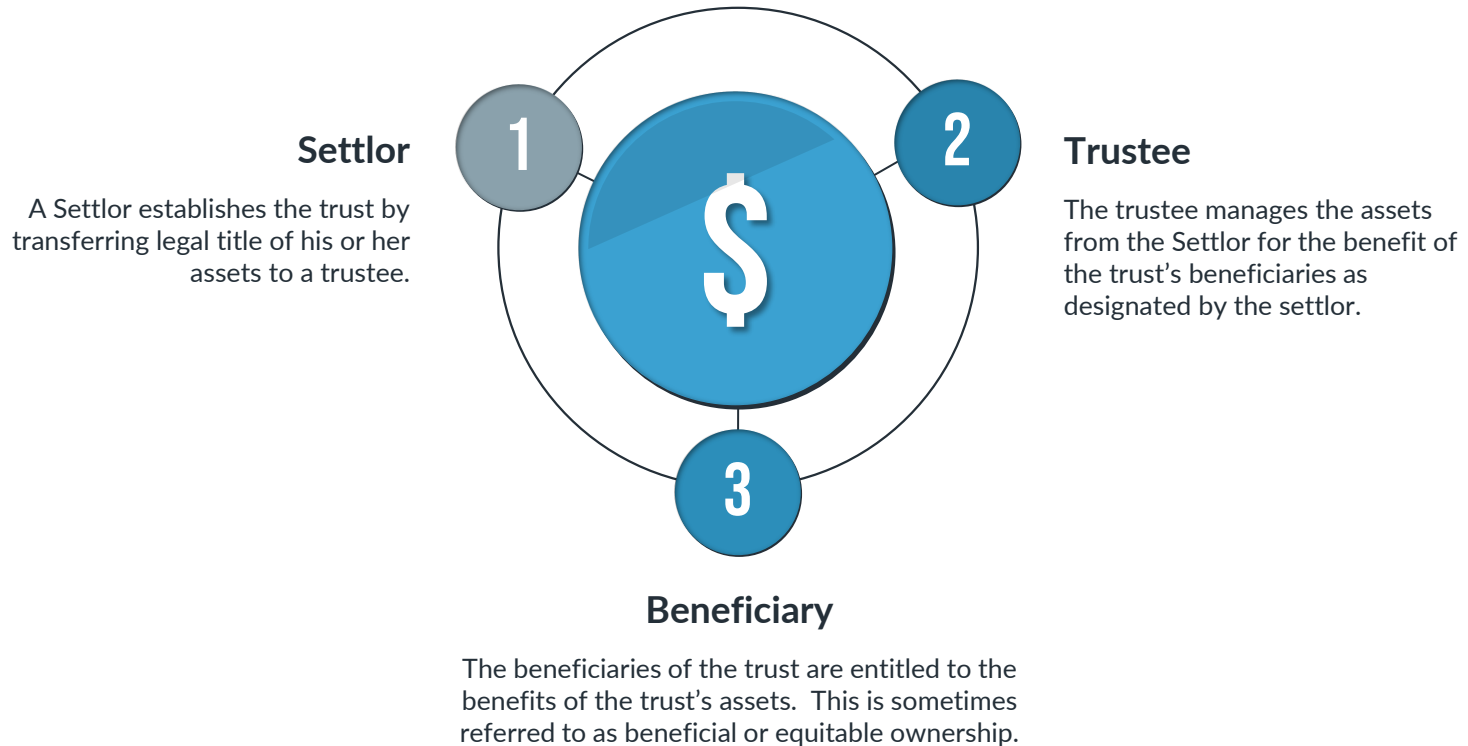 1
Settlor
A Settlor establishes the trust by
transferring legal title of his or her
assets to a trustee.
$
2
Trustee
The trustee manages the assets
from the Settlor for the benefit of
the trust’s beneficiaries as
designated by the settlor.
3
Beneficiary
The beneficiaries of the trust are entitled to the
benefits of the trust’s assets.  This is sometimes
referred to as beneficial or equitable ownership.